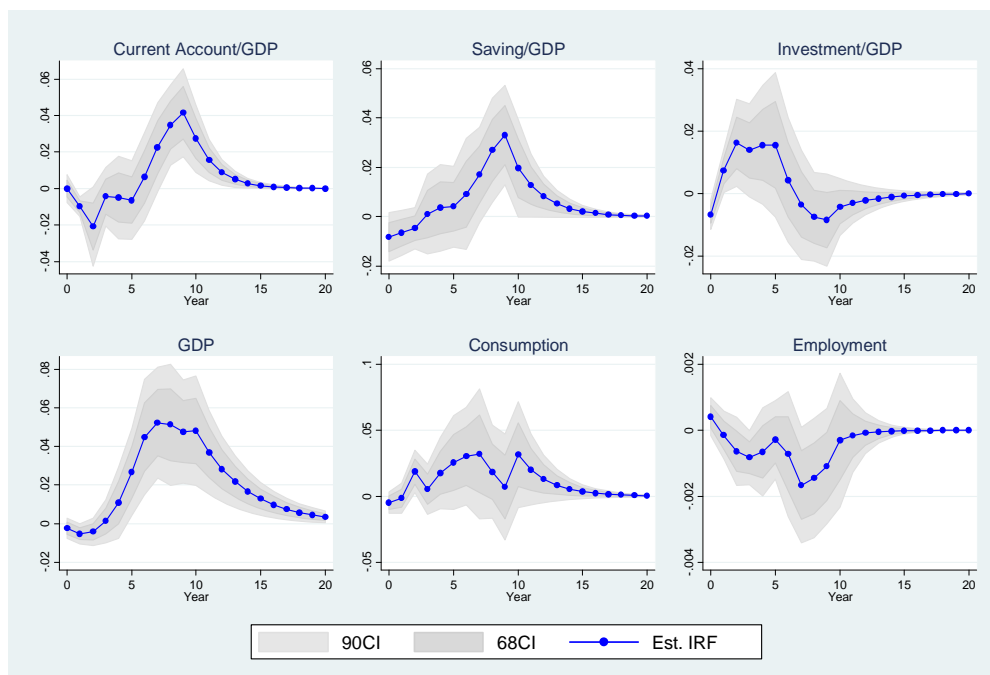 Current Account/GDP
Saving/GDP
Investment/GDP
.06
.04
.02
0
-.02
-.04
0 5 10 15 20
Year
.06
.04
.02
0
-.02
0 5 10 15 20
Year
.04
.02
0
-.02
0 5 10 15 20
Year
GDP
Consumption
Employment
.08
.06
.04
.02
0
-.02
0 5 10 15 20
Year
.1
.05
0
-.05
0 5 10 15 20
Year
.002
0
-.002
-.004
0 5 10 15 20
Year
90CI 68CI Est. IRF